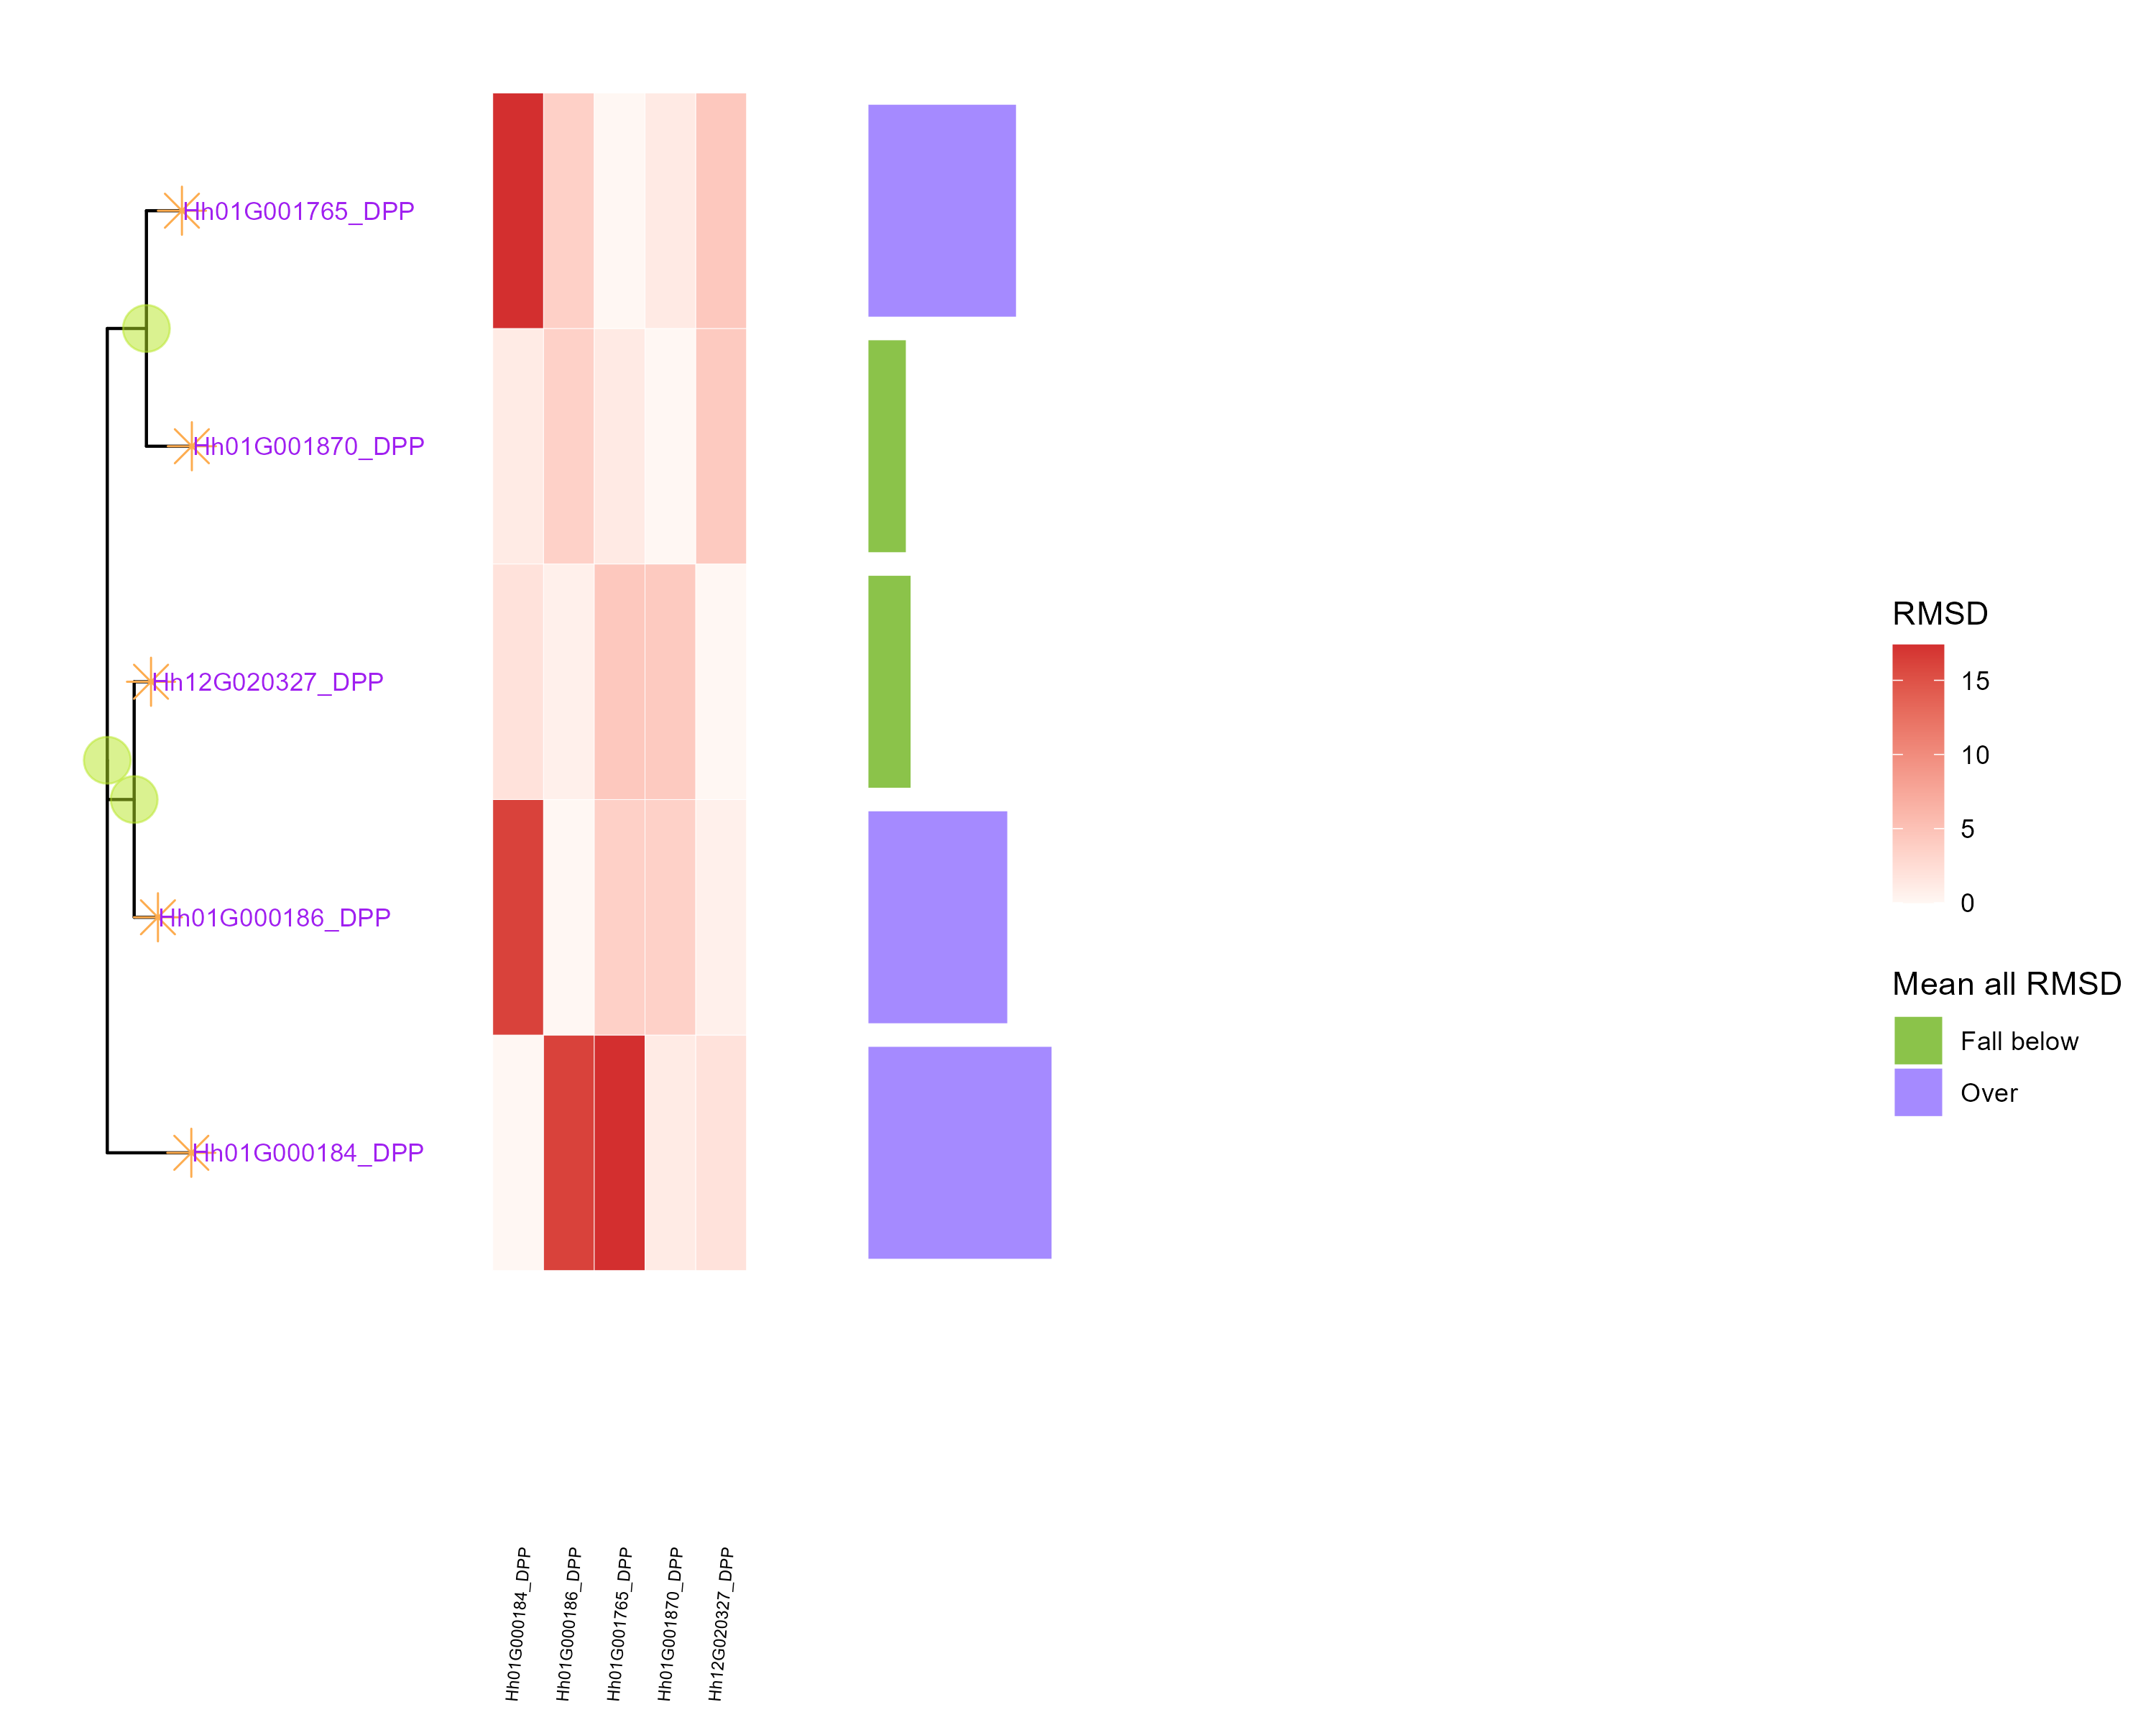 Hh01G001765_DPP
Hh01G001870_DPP
Hh12G020327_DPP
Hh01G000186_DPP
Hh01G000184_DPP
RMSD
15
10
5
0
Mean all RMSD
Fall below
Over
Hh01G000184_DPP
Hh01G000186_DPP
Hh01G001765_DPP
Hh01G001870_DPP
Hh12G020327_DPP